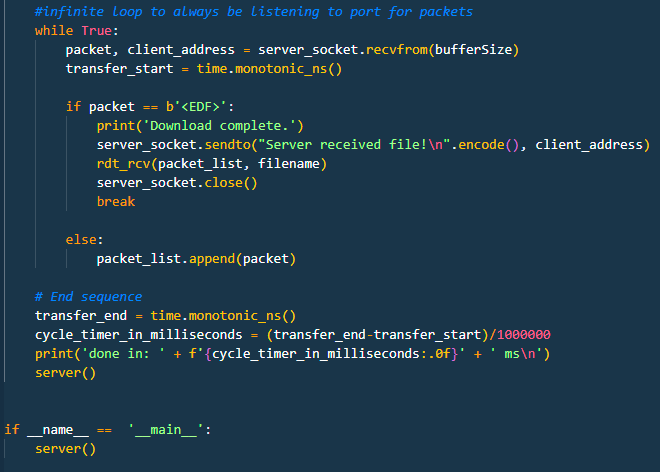 #infinite loop to always be listening to port for packets
while True:
packet, client_address = server_socket.recvfrom(bufferSize)
transfer_start = time.monotonic_ns()
if packet == b'<EDF>':
print('Download complete.')
server_socket.sendto("Server received file!\n".encode(), client_address)
rdt_rcv(packet_list, filename)
server_socket.close()
break
else:
packet_list.append(packet)
# End sequence
transfer_end = time.monotonic_ns()
cycle_timer_in_milliseconds = (transfer_end-transfer_start)/1000000
print('done in: ' + f'{cycle_timer_in_milliseconds:.0f}' + ' ms\n')
server()
if __name__ == '__main__':
server()